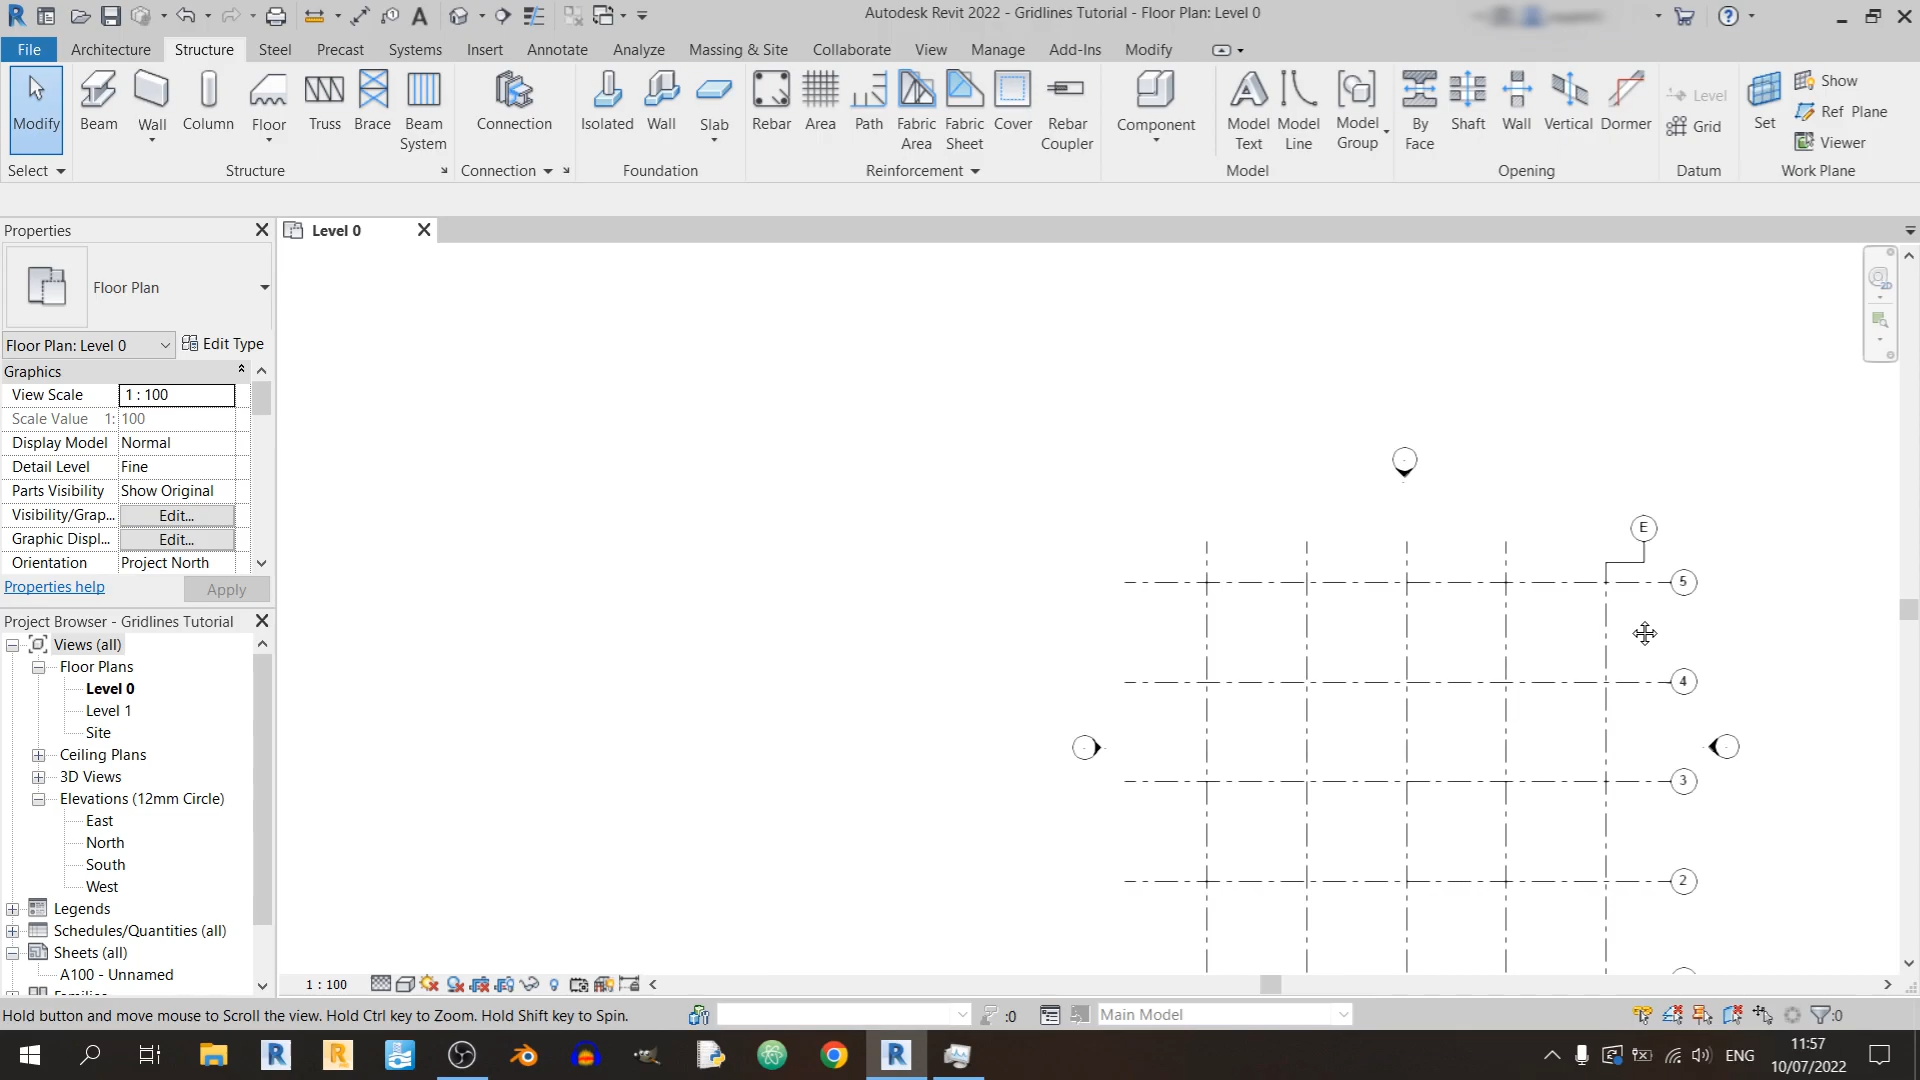 Autodesk Revit 2022 - Gridlines Tutorial - Floor Plan: Level 0
File Architecture Structure Steel Precast Systems Insert Annotate Analyze Massing & Site Collaborate View Manage Add-Ins Modify
Modify Beam Wall Column Floor Truss Brace Beam System Connection Isolated Wall Slab Rebar Area Path Fabric Area Fabric Sheet Cover Rebar Coupler Component Model Text Model Line Model Group By Face Shaft Wall Vertical Dormer Level Grid Set Show Ref Plane Viewer
Select Structure Connection Foundation Reinforcement Model Opening Datum Work Plane
Properties
Level 0
Floor Plan
Floor Plan: Level 0 Edit Type
Graphics
View Scale 1 : 100
Scale Value 1: 100
Display Model Normal
Detail Level Fine
Parts Visibility Show Original
Visibility/Grap... Edit...
Graphic Displ... Edit...
Orientation Project North
Properties help Apply
Project Browser - Gridlines Tutorial
Views (all)
Floor Plans
Level 0
Level 1
Site
Ceiling Plans
3D Views
Elevations (12mm Circle)
East
North
South
West
Legends
Schedules/Quantities (all)
Sheets (all)
A100 - Unnamed
E
5
4
3
2
1 : 100
Hold button and move mouse to Scroll the view. Hold Ctrl key to Zoom. Hold Shift key to Spin.
:0
Main Model
:0
ENG
11:57
10/07/2022